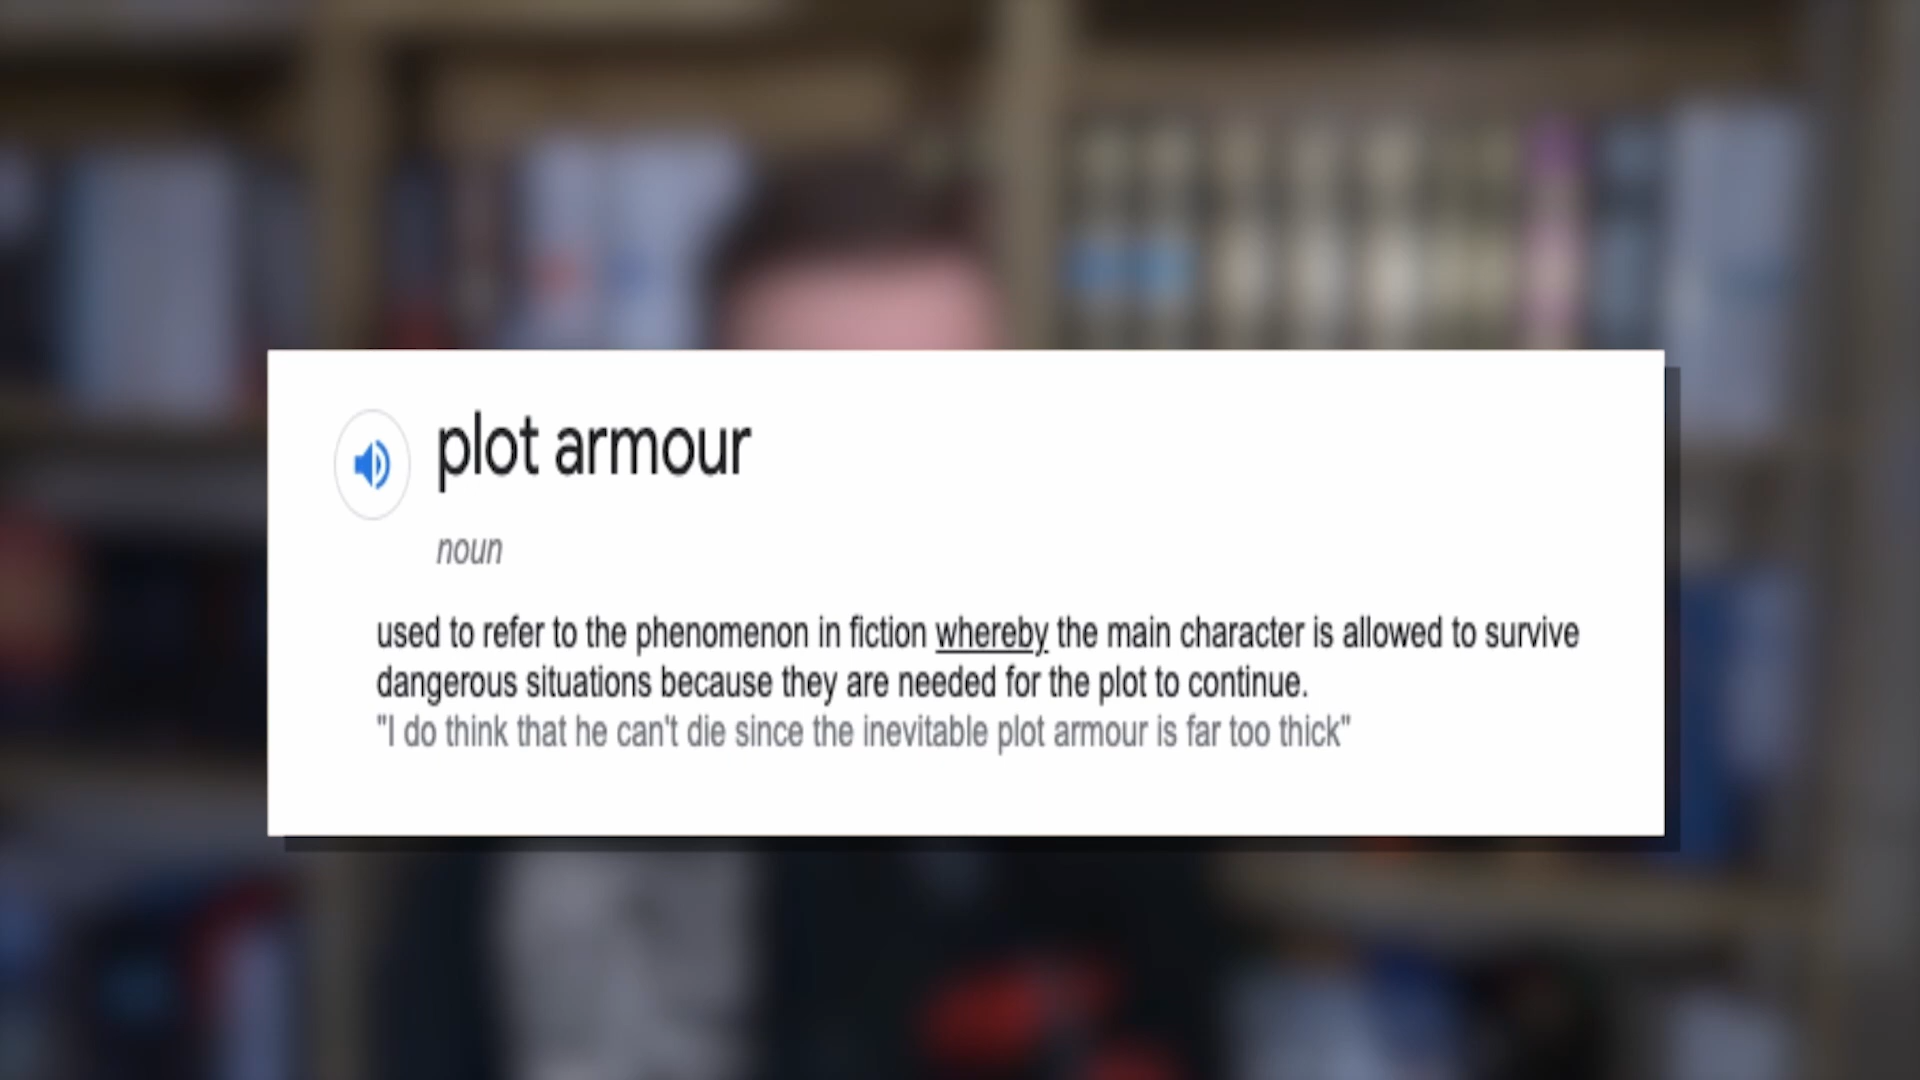 plot armour
noun
used to refer to the phenomenon in fiction whereby the main character is allowed to survive
dangerous situations because they are needed for the plot to continue.
"I do think that he can't die since the inevitable plot armour is far too thick"